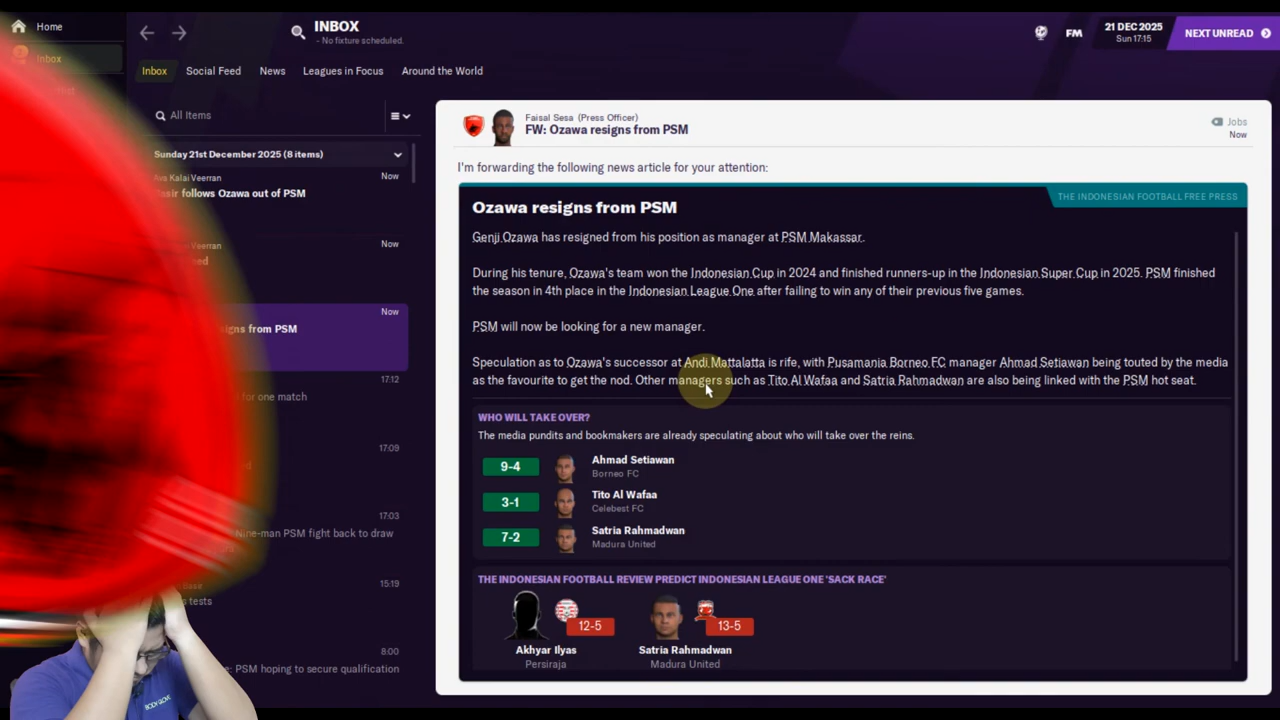 Home
INBOX
- No fixture scheduled.
FM
21 DEC 2025
Sun 17:15
NEXT UNREAD
Inbox
Inbox
Social Feed
News
Leagues in Focus
Around the World
All Items
Sunday 21st December 2025 (8 items)
Kalai Veerran
Now
follows Ozawa out of PSM
Veerran
Now
Now
from PSM
17:12
for one match
17:09
17:03
Nine-man PSM fight back to draw
15:19
tests
8:00
PSM hoping to secure qualification
Faisal Sesa (Press Officer)
FW: Ozawa resigns from PSM
Jobs
Now
I'm forwarding the following news article for your attention:
THE INDONESIAN FOOTBALL FREE PRESS
Ozawa resigns from PSM
Genji Ozawa has resigned from his position as manager at PSM Makassar.
During his tenure, Ozawa's team won the Indonesian Cup in 2024 and finished runners-up in the Indonesian Super Cup in 2025. PSM finished
the season in 4th place in the Indonesian League One after failing to win any of their previous five games.
PSM will now be looking for a new manager.
Speculation as to Ozawa's successor at Andi Mattalatta is rife, with Pusamania Borneo FC manager Ahmad Setiawan being touted by the media
as the favourite to get the nod. Other managers such as Tito Al Wafaa and Satria Rahmadwan are also being linked with the PSM hot seat.
WHO WILL TAKE OVER?
The media pundits and bookmakers are already speculating about who will take over the reins.
9-4
Ahmad Setiawan
Borneo FC
3-1
Tito Al Wafaa
Celebest FC
7-2
Satria Rahmadwan
Madura United
THE INDONESIAN FOOTBALL REVIEW PREDICT INDONESIAN LEAGUE ONE 'SACK RACE'
12-5
13-5
Akhyar Ilyas
Satria Rahmadwan
Persiraja
Madura United
BODY GLOVE